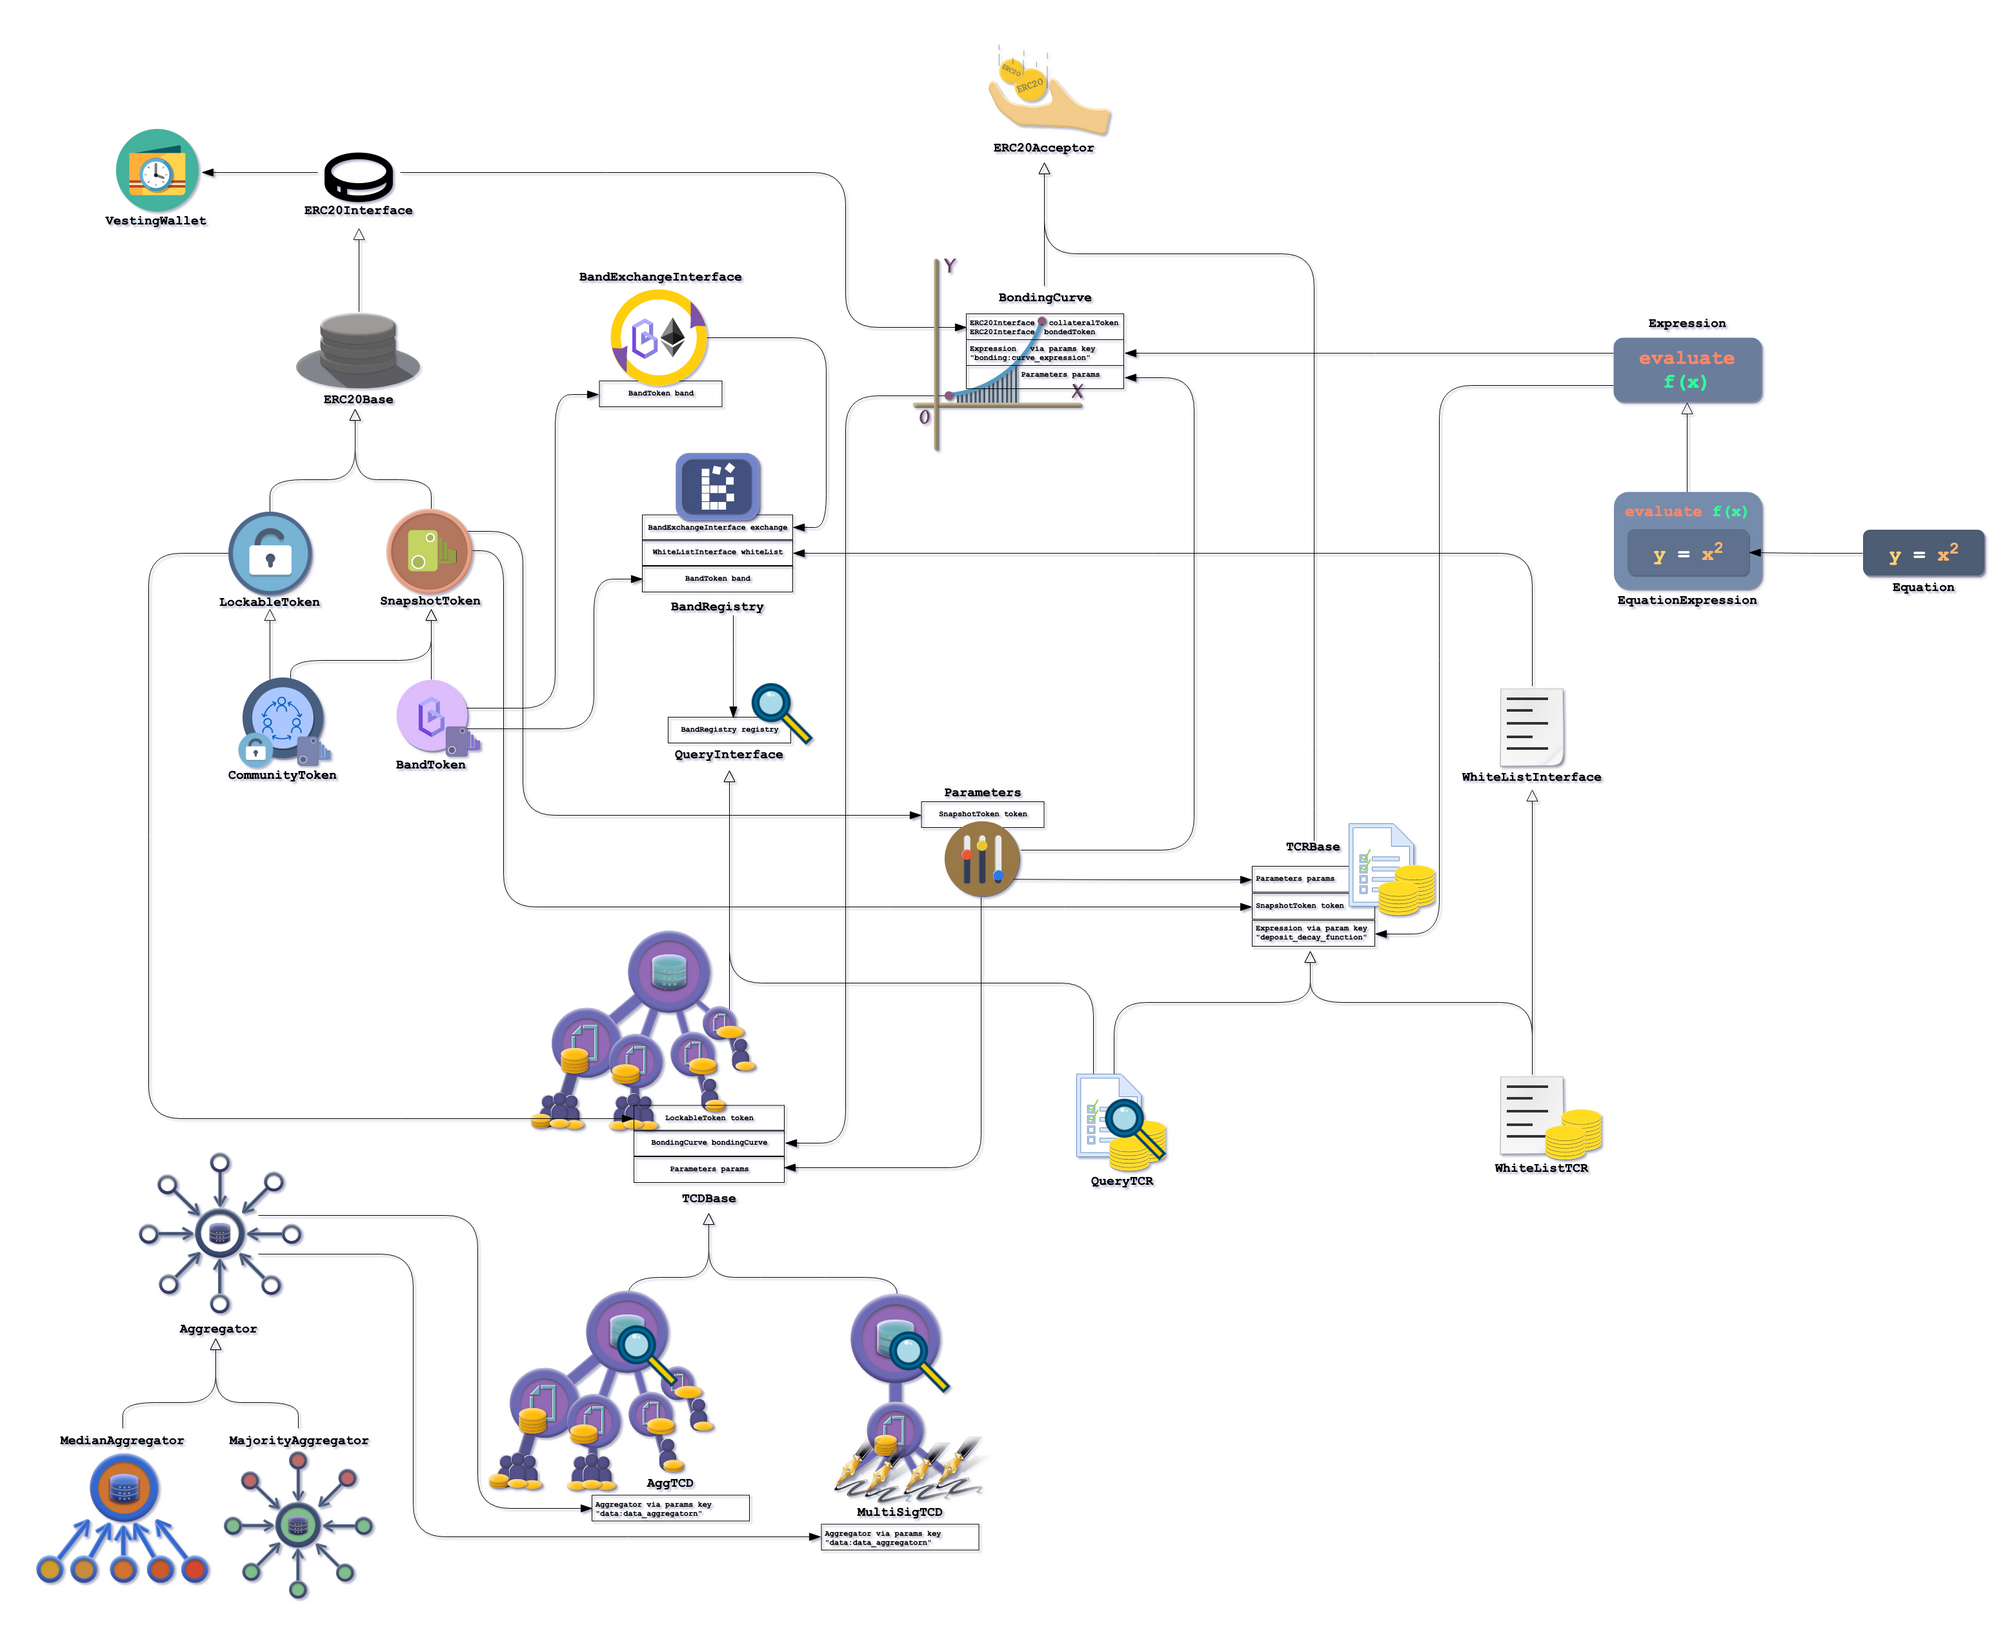 ERC20
ERC20
ERC20Acceptor
VestingWallet
ERC20Interface
BandExchangeInterface
BandToken band
Y
BondingCurve
ERC20Interface collateralToken
ERC20Interface bondedToken
Expression via params key
"bonding:curve_expression"
Parameters params
X
0
Expression
evaluate
f(x)
ERC20Base
BandExchangeInterface exchange
WhiteListInterface whiteList
BandToken band
BandRegistry
evaluate f(x)
y = x²
EquationExpression
y = x²
Equation
LockableToken
SnapshotToken
BandRegistry registry
QueryInterface
CommunityToken
BandToken
WhiteListInterface
Parameters
SnapshotToken token
TCRBase
Parameters params
SnapshotToken token
Expression via param key
"deposit_decay_function"
LockableToken token
BondingCurve bondingCurve
Parameters params
TCDBase
QueryTCR
WhiteListTCR
Aggregator
MedianAggregator
MajorityAggregator
AggTCD
Aggregator via params key
"data:data_aggregatorn"
MultiSigTCD
Aggregator via params key
"data:data_aggregatorn"